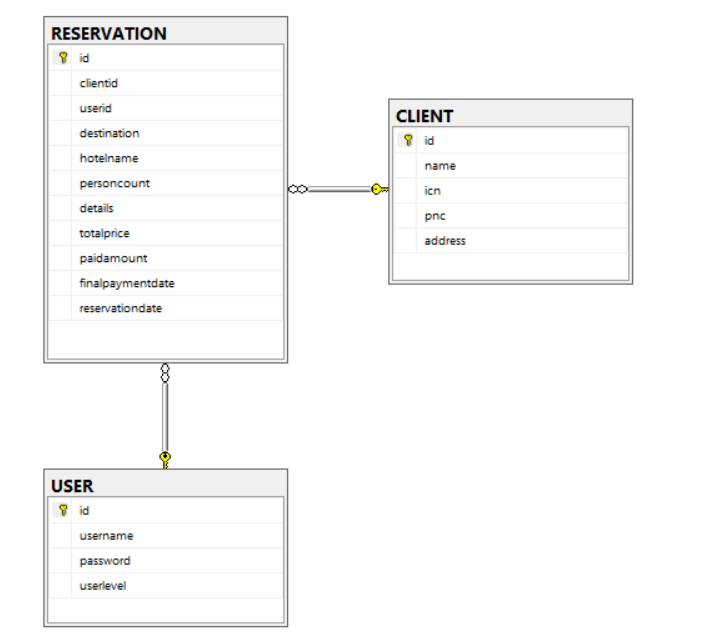 RESERVATION
id
clientid
userid
destination
hotelname
personcount
details
totalprice
paidamount
finalpaymentdate
reservationdate
CLIENT
id
name
icn
pnc
address
USER
id
username
password
userlevel